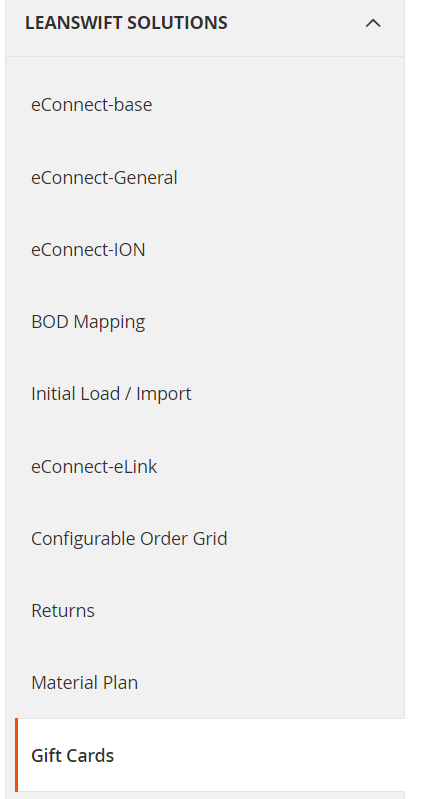 LEANSWIFT SOLUTIONS
eConnect-base
eConnect-General
eConnect-ION
BOD Mapping
Initial Load / Import
eConnect-eLink
Configurable Order Grid
Returns
Material Plan
Gift Cards